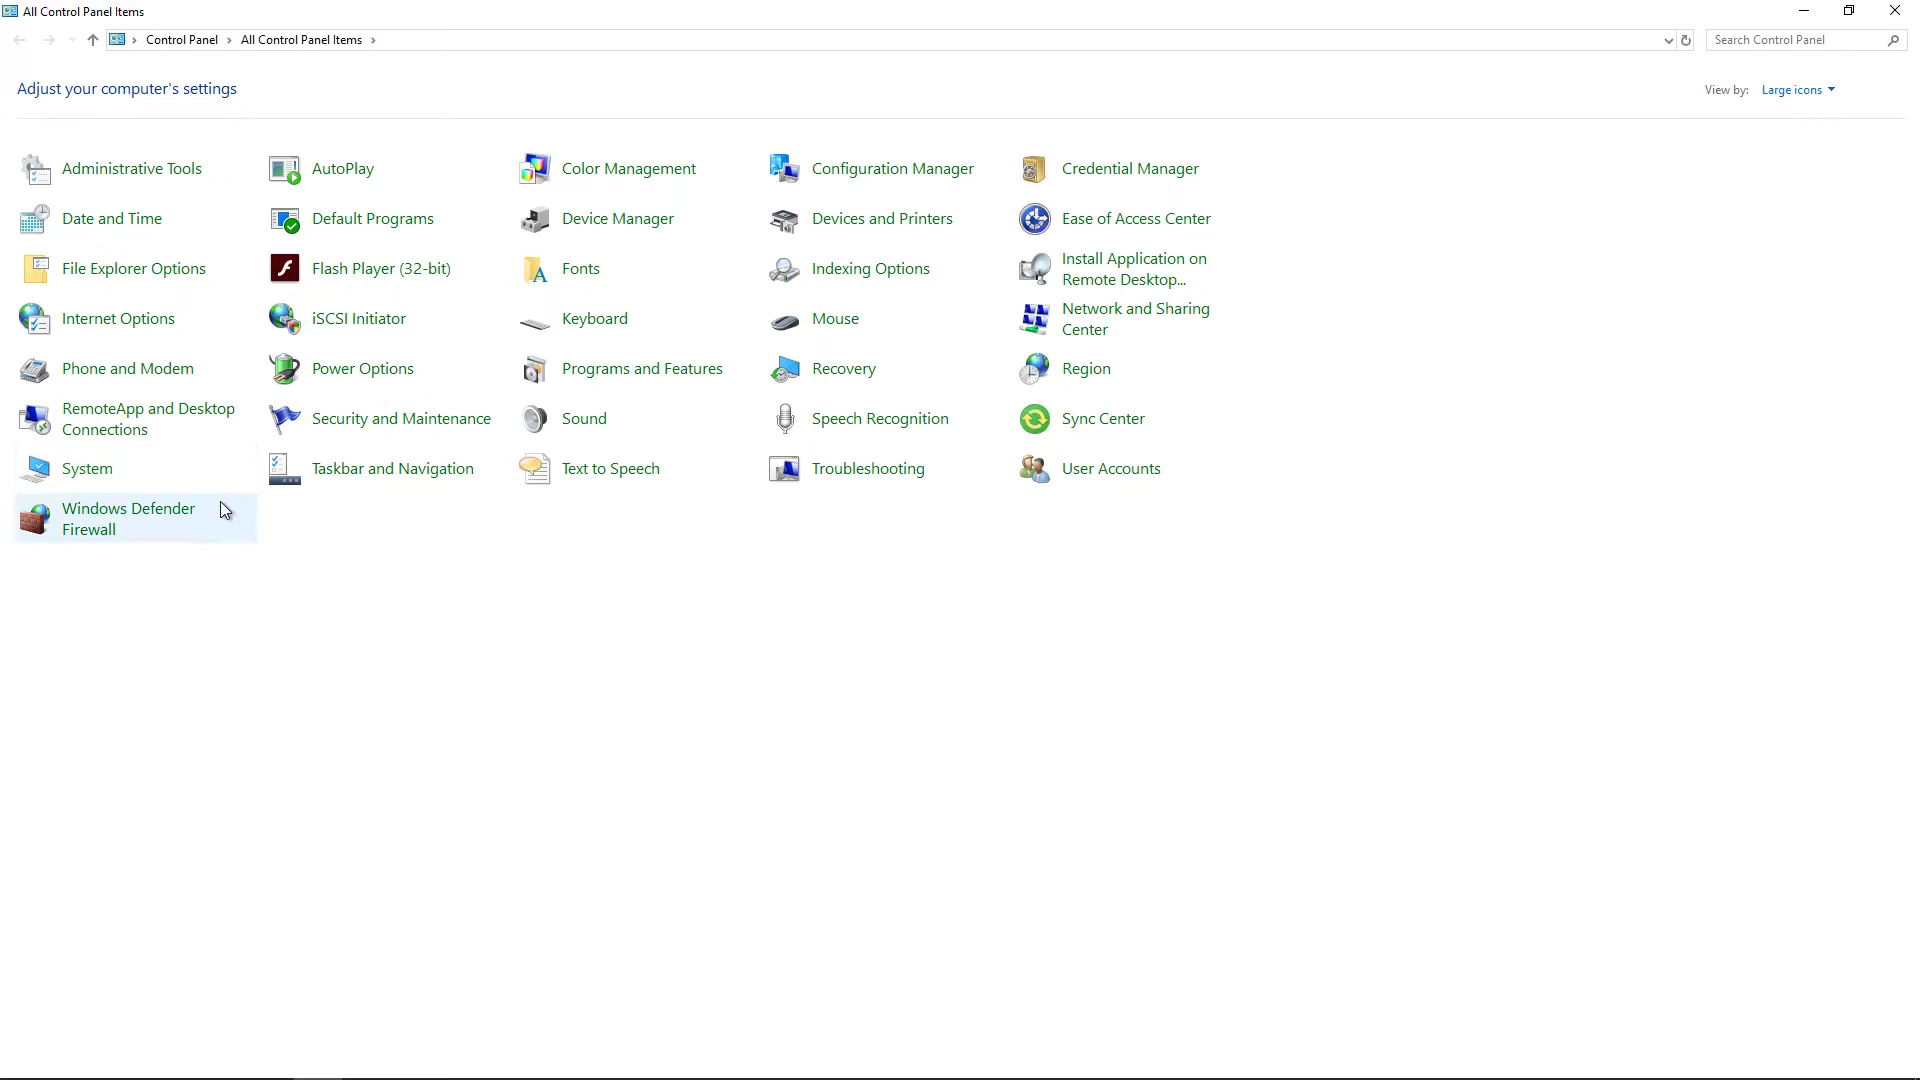 All Control Panel Items
Control Panel > All Control Panel Items >
Search Control Panel
Adjust your computer's settings
View by: Large icons
Administrative Tools
AutoPlay
Color Management
Configuration Manager
Credential Manager
Date and Time
Default Programs
Device Manager
Devices and Printers
Ease of Access Center
File Explorer Options
Flash Player (32-bit)
Fonts
Indexing Options
Install Application on
Remote Desktop...
Internet Options
iSCSI Initiator
Keyboard
Mouse
Network and Sharing
Center
Phone and Modem
Power Options
Programs and Features
Recovery
Region
RemoteApp and Desktop
Connections
Security and Maintenance
Sound
Speech Recognition
Sync Center
System
Taskbar and Navigation
Text to Speech
Troubleshooting
User Accounts
Windows Defender
Firewall